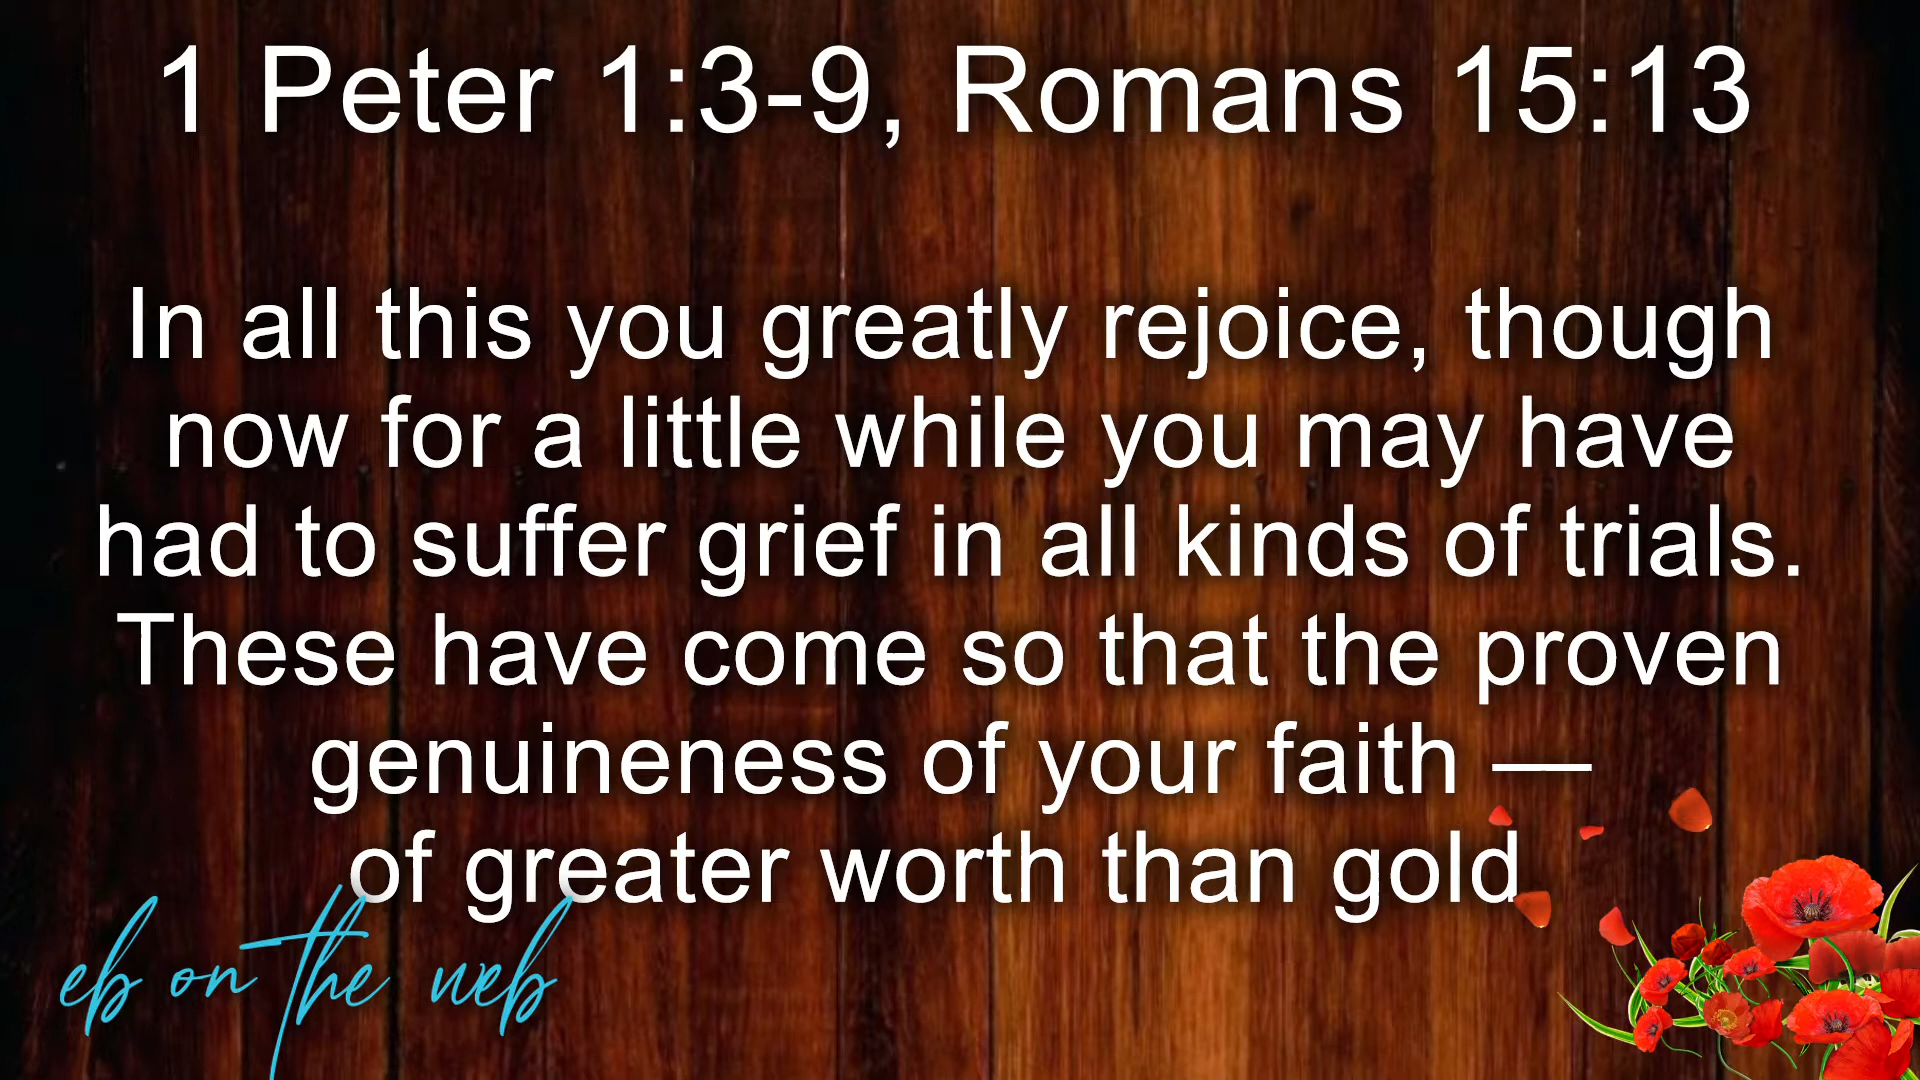 1 Peter 1:3-9, Romans 15:13
In all this you greatly rejoice, though
now for a little while you may have
had to suffer grief in all kinds of trials.
These have come so that the proven
genuineness of your faith —
of greater worth than gold
eb on the web